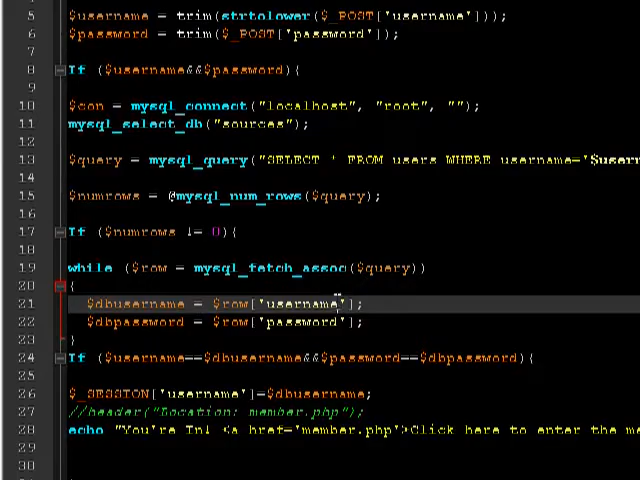 5 $username = trim(strtolower($_POST['username']));
6 $password = trim($_POST['password']);
7
8 If ($username&&$password){
9
10 $con = mysql_connect("localhost", "root", "");
11 mysql_select_db("sources");
12
13 $query = mysql_query("SELECT * FROM users WHERE username='$usern
14
15 $numrows = @mysql_num_rows($query);
16
17 If ($numrows != 0){
18
19 while ($row = mysql_fetch_assoc($query))
20 {
21 $dbusername = $row['username'];
22 $dbpassword = $row['password'];
23 }
24 If ($username==$dbusername&&$password==$dbpassword){
25
26 $_SESSION['username']=$dbusername;
27 //header("Location: member.php");
28 echo "You're In! <a href='member.php'>Click here to enter the me
29
30